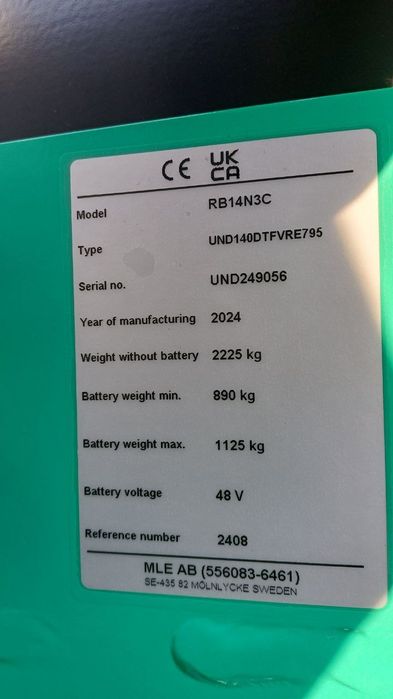 CE UK
CA
Model RB14N3C
Type UND140DTFVRE795
Serial no. UND249056
Year of manufacturing 2024
Weight without battery 2225 kg
Battery weight min. 890 kg
Battery weight max. 1125 kg
Battery voltage 48 V
Reference number 2408
MLE AB (556083-6461)
SE-435 82 MÖLNLYCKE SWEDEN